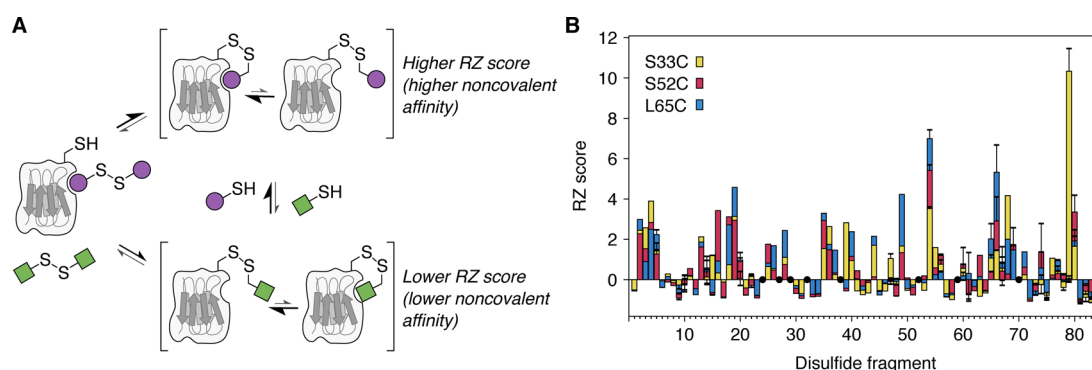 A
SH
S
S
S
S
Higher RZ score
(higher noncovalent
affinity)
S
S
S
S
SH
SH
S
S
S
S
Lower RZ score
(lower noncovalent
affinity)
B
12
10
8
6
4
2
0
RZ score
S33C
S52C
L65C
10
20
30
40
50
60
70
80
Disulfide fragment